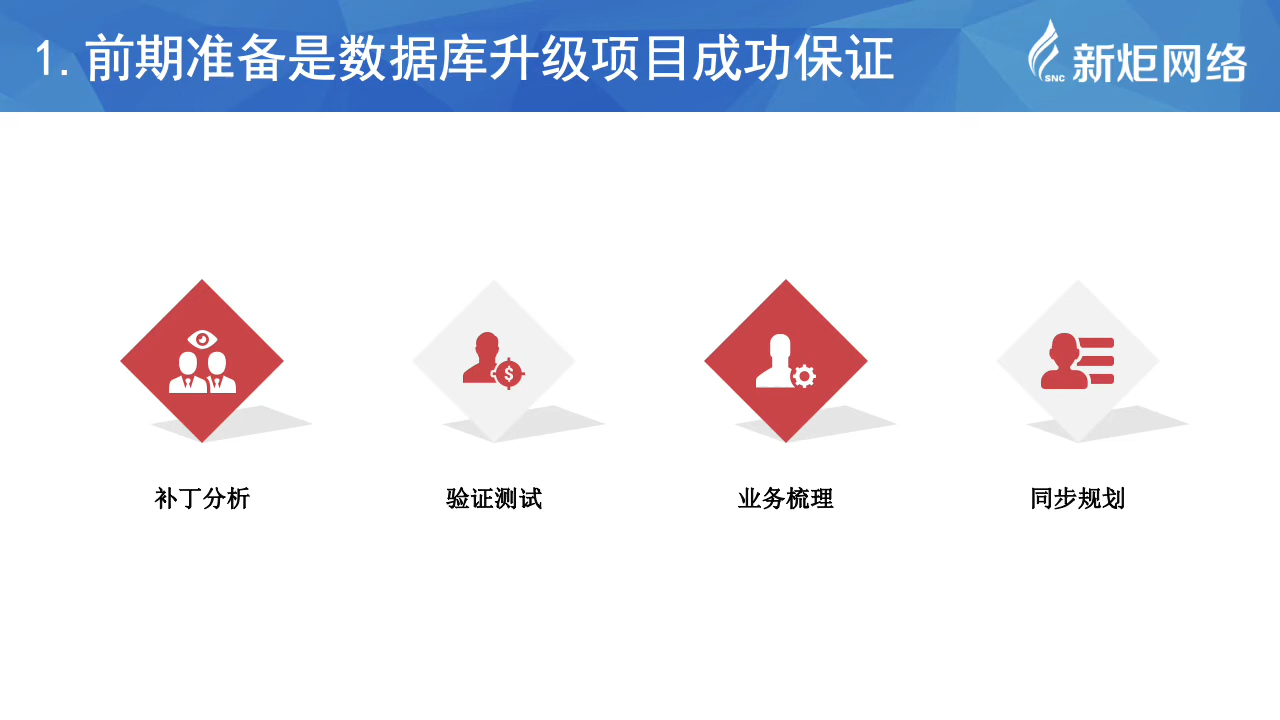 1.前期准备是数据库升级项目成功保证
SNC 新炬网络
$
补丁分析
验证测试
业务梳理
同步规划